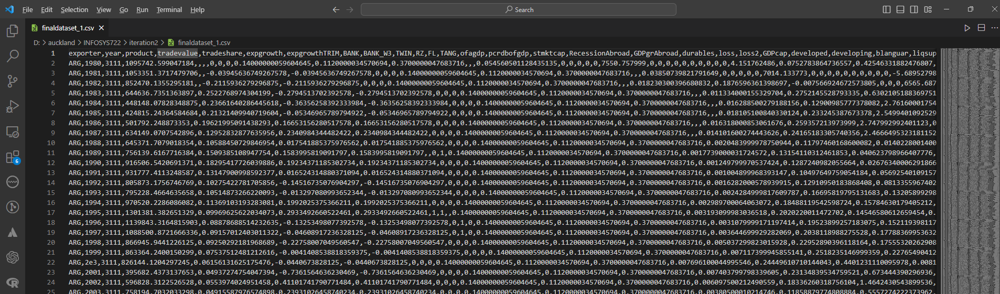 File Edit Selection View Go Run Terminal Help Search
finaldataset_1.csv
D: > auckland > INFOSYS722 > iteration2 > finaldataset_1.csv
1 exporter,year,product,tradevalue,tradeshare,expgrowth,expgrowthTRIM,BANK,BANK_W3,TWIN,RZ,FL,TANG,ofagdp,pcrdbofgdp,stmktcap,RecessionAbroad,GDPgrAbroad,durables,loss,loss2,GDPcap,developed,developing,blanguar,liqsup
2 ARG,1980,3111,1095742.599047184,,,,0,0,0,0.14000000059604645,0.1120000034570694,0.3700000047683716,,,0.054560501128435135,0,0,0,0,0,7550.757999,0,0,0,0,0,0,0,0,0,4.151762486,0.0752783864736557,0.42546331882476807,
3 ARG,1981,3111,1053351.3717479706,,-0.03945636749267578,-0.03945636749267578,0,0,0,0.14000000059604645,0.1120000034570694,0.3700000047683716,,,0.03850739821791649,0,0,0,0,0,7014.133773,0,0,0,0,0,0,0,0,0,-5.68952798
4 ARG,1982,3111,852470.1355295181,,-0.2115936279296875,-0.2115936279296875,0,0,0,0.14000000059604645,0.1120000034570694,0.3700000047683716,,,0.018230300396680832,0.1876596361398697,-0.007566924672573805,0,0,0,6565.687
5 ARG,1983,3111,644636.7351363897,0.2522768974304199,-0.2794513702392578,-0.2794513702392578,0,0,0,0.14000000059604645,0.1120000034570694,0.3700000047683716,,,0.011334000155329704,0.2752145528793335,0.6302105188369751
6 ARG,1984,3111,448148.07828348875,0.23661640286445618,-0.36356258392333984,-0.36356258392333984,0,0,0,0.14000000059604645,0.1120000034570694,0.3700000047683716,,,0.016288500279188156,0.12900985777378082,2.76160001754
7 ARG,1985,3111,424815.24364584684,0.21321409940719604,-0.05346965789794922,-0.05346965789794922,0,0,0,0.14000000059604645,0.1120000034570694,0.3700000047683716,,,0.018105100840330124,0.233245387673378,2.5499401092529
8 ARG,1986,3111,501792.248873353,0.19621995091438293,0.16653156280517578,0.16653156280517578,0,0,0,0.14000000059604645,0.1120000034570694,0.3700000047683716,,,0.016318000853061676,0.259357213973999,2.747992992401123,0
9 ARG,1987,3111,634149.0707542896,0.12952832877635956,0.2340984344482422,0.2340984344482422,0,0,0,0.14000000059604645,0.1120000034570694,0.3700000047683716,,,0.014101600274443626,0.24165183305740356,2.4666495323181152
10 ARG,1988,3111,645371.7079018354,0.10588450729846954,0.017541885375976562,0.017541885375976562,0,0,0,0.14000000059604645,0.1120000034570694,0.3700000047683716,0.0020483999978750944,0.11797460168600082,0.01402280001400
11 ARG,1989,3111,756139.6167716384,0.1509385108947754,0.1583995819091797,0.1583995819091797,,0,1,0.14000000059604645,0.1120000034570694,0.3700000047683716,0.0017739000031724572,0.13154110312461853,0.040623798966407776,
12 ARG,1990,3111,916506.5420691371,0.18295417726039886,0.19234371185302734,0.19234371185302734,0,0,0,0.14000000059604645,0.1120000034570694,0.3700000047683716,0.001249799970537424,0.1287240982055664,0.026763400062​91866
13 ARG,1991,3111,931777.4113248587,0.13147900998592377,0.016524314880371094,0.016524314880371094,0,0,0,0.14000000059604645,0.1120000034570694,0.3700000047683716,0.001004899968393147,0.10497649759054184,0.0569254010​9157
14 ARG,1992,3111,805873.1756746769,0.10275422781705856,-0.14516735076904297,-0.14516735076904297,0,0,0,0.14000000059604645,0.1120000034570694,0.3700000047683716,0.0016282000578939915,0.12910950183868408,0.0813355967402
15 ARG,1993,3111,795228.4664635658,0.10514873266220093,-0.013297080993652344,-0.013297080993652344,0,0,0,0.14000000059604645,0.1120000034570694,0.3700000047683716,0.0024284999817609787,0.16695819795131683,0.13205899298
16 ARG,1994,3111,970520.2286086082,0.11369103193283081,0.1992025375366211,0.1992025375366211,0,0,0,0.14000000059604645,0.1120000034570694,0.3700000047683716,0.002989700064063072,0.18488119542598724,0.15784630179405212,
17 ARG,1995,3111,1301381.382651329,0.09969625622034073,0.2933492660522461,0.2933492660522461,1,1,,0.14000000059604645,0.1120000034570694,0.3700000047683716,0.003193099983036518,0.2020220011472702,0.14546580612659454,0.
18 ARG,1996,3111,1139843.3164815903,0.08878688514232635,-0.13253498077392578,-0.13253498077392578,0,1,0,0.14000000059604645,0.1120000034570694,0.3700000047683716,0.003107999917119​7414,0.19523899257183075,0.152119398117
19 ARG,1997,3111,1088500.8721666336,0.09157012403011322,-0.04608917236328125,-0.04608917236328125,0,1,0,0.14000000059604645,0.1120000034570694,0.3700000047683716,0.003644699929282069,0.2038118988275528,0.17788369953632
20 ARG,1998,3111,866945.9441226125,0.09250292181968689,-0.22758007049560547,-0.22758007049560547,0,0,0,0.14000000059604645,0.1120000034570694,0.3700000047683716,0.005037299823015928,0.22952890396118164,0.17555320262908
21 ARG,1999,3111,863364.2400150299,0.07537512481212616,-0.0041408538818359375,-0.0041408538818359375,0,0,0,0.14000000059604645,0.1120000034570694,0.3700000047683716,0.007117399945855141,0.2518235146999359,0.22765490412
22 ARG,2e3,3111,826144.1204297245,0.06156131625175476,-0.0440673828125,-0.0440673828125,0,0,0,0.14000000059604645,0.1120000034570694,0.3700000047683716,0.007696100044995546,0.24449610710144043,0.4401231110095978,0.0081
23 ARG,2001,3111,395682.4373137653,0.04937274754047394,-0.7361564636230469,-0.7361564636230469,0,0,0,0.14000000059604645,0.1120000034570694,0.3700000047683716,0.007403799798339605,0.23134839534759521,0.673444390296936,
24 ARG,2002,3111,596828.3122526528,0.0553974024951458,0.41101741790771484,0.41101741790771484,0,0,0,0.14000000059604645,0.1120000034570694,0.3700000047683716,0.006097500212490559,0.18336260318756104,1.4642430543899536,
25 ARG,2003,3111,758194.7032033298,0.04915587976574898,0.23931026458740234,0.23931026458740234,0,0,0,0.14000000059604645,0.1120000034570694,0.3700000047683716,0.00380500010214746,0.11858879774808884,0.5557274222373962,
6